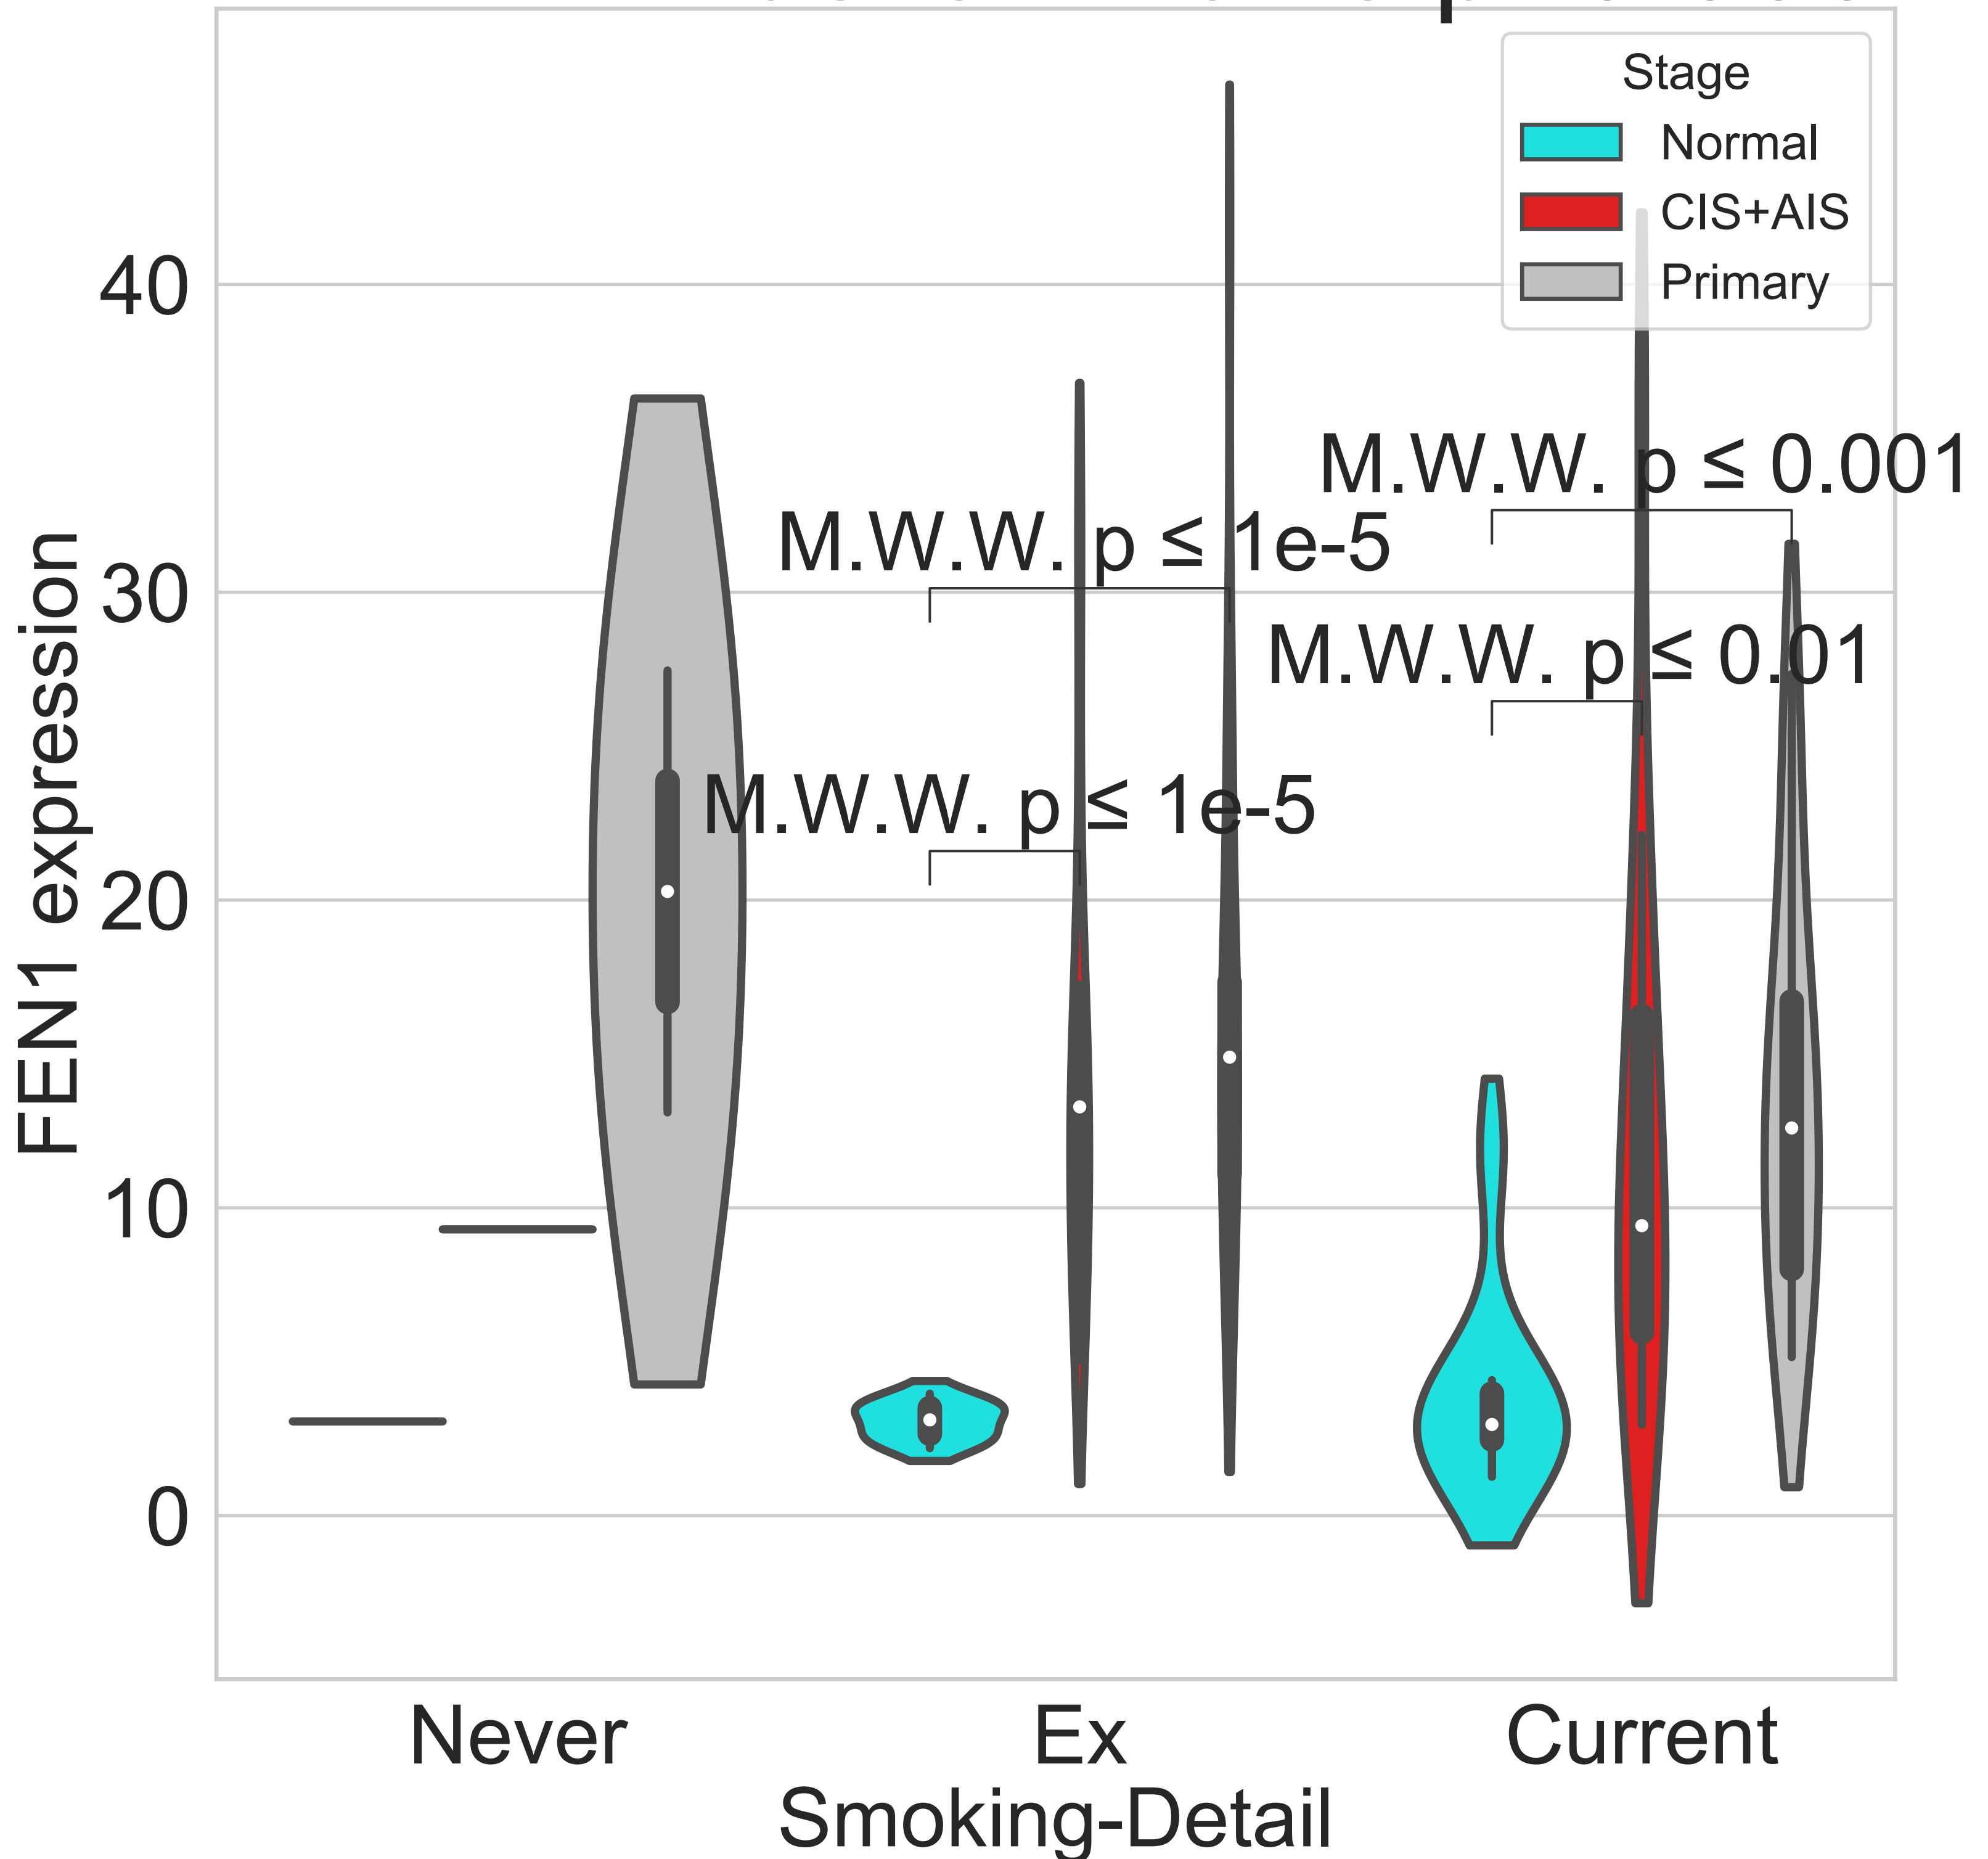 Stage
Normal
CIS+AIS
Primary
40
30
20
10
0
FEN1 expression
M.W.W. p ≤ 0.001
M.W.W. p ≤ 1e-5
M.W.W. p ≤ 0.01
M.W.W. p ≤ 1e-5
Never
Ex
Current
Smoking-Detail